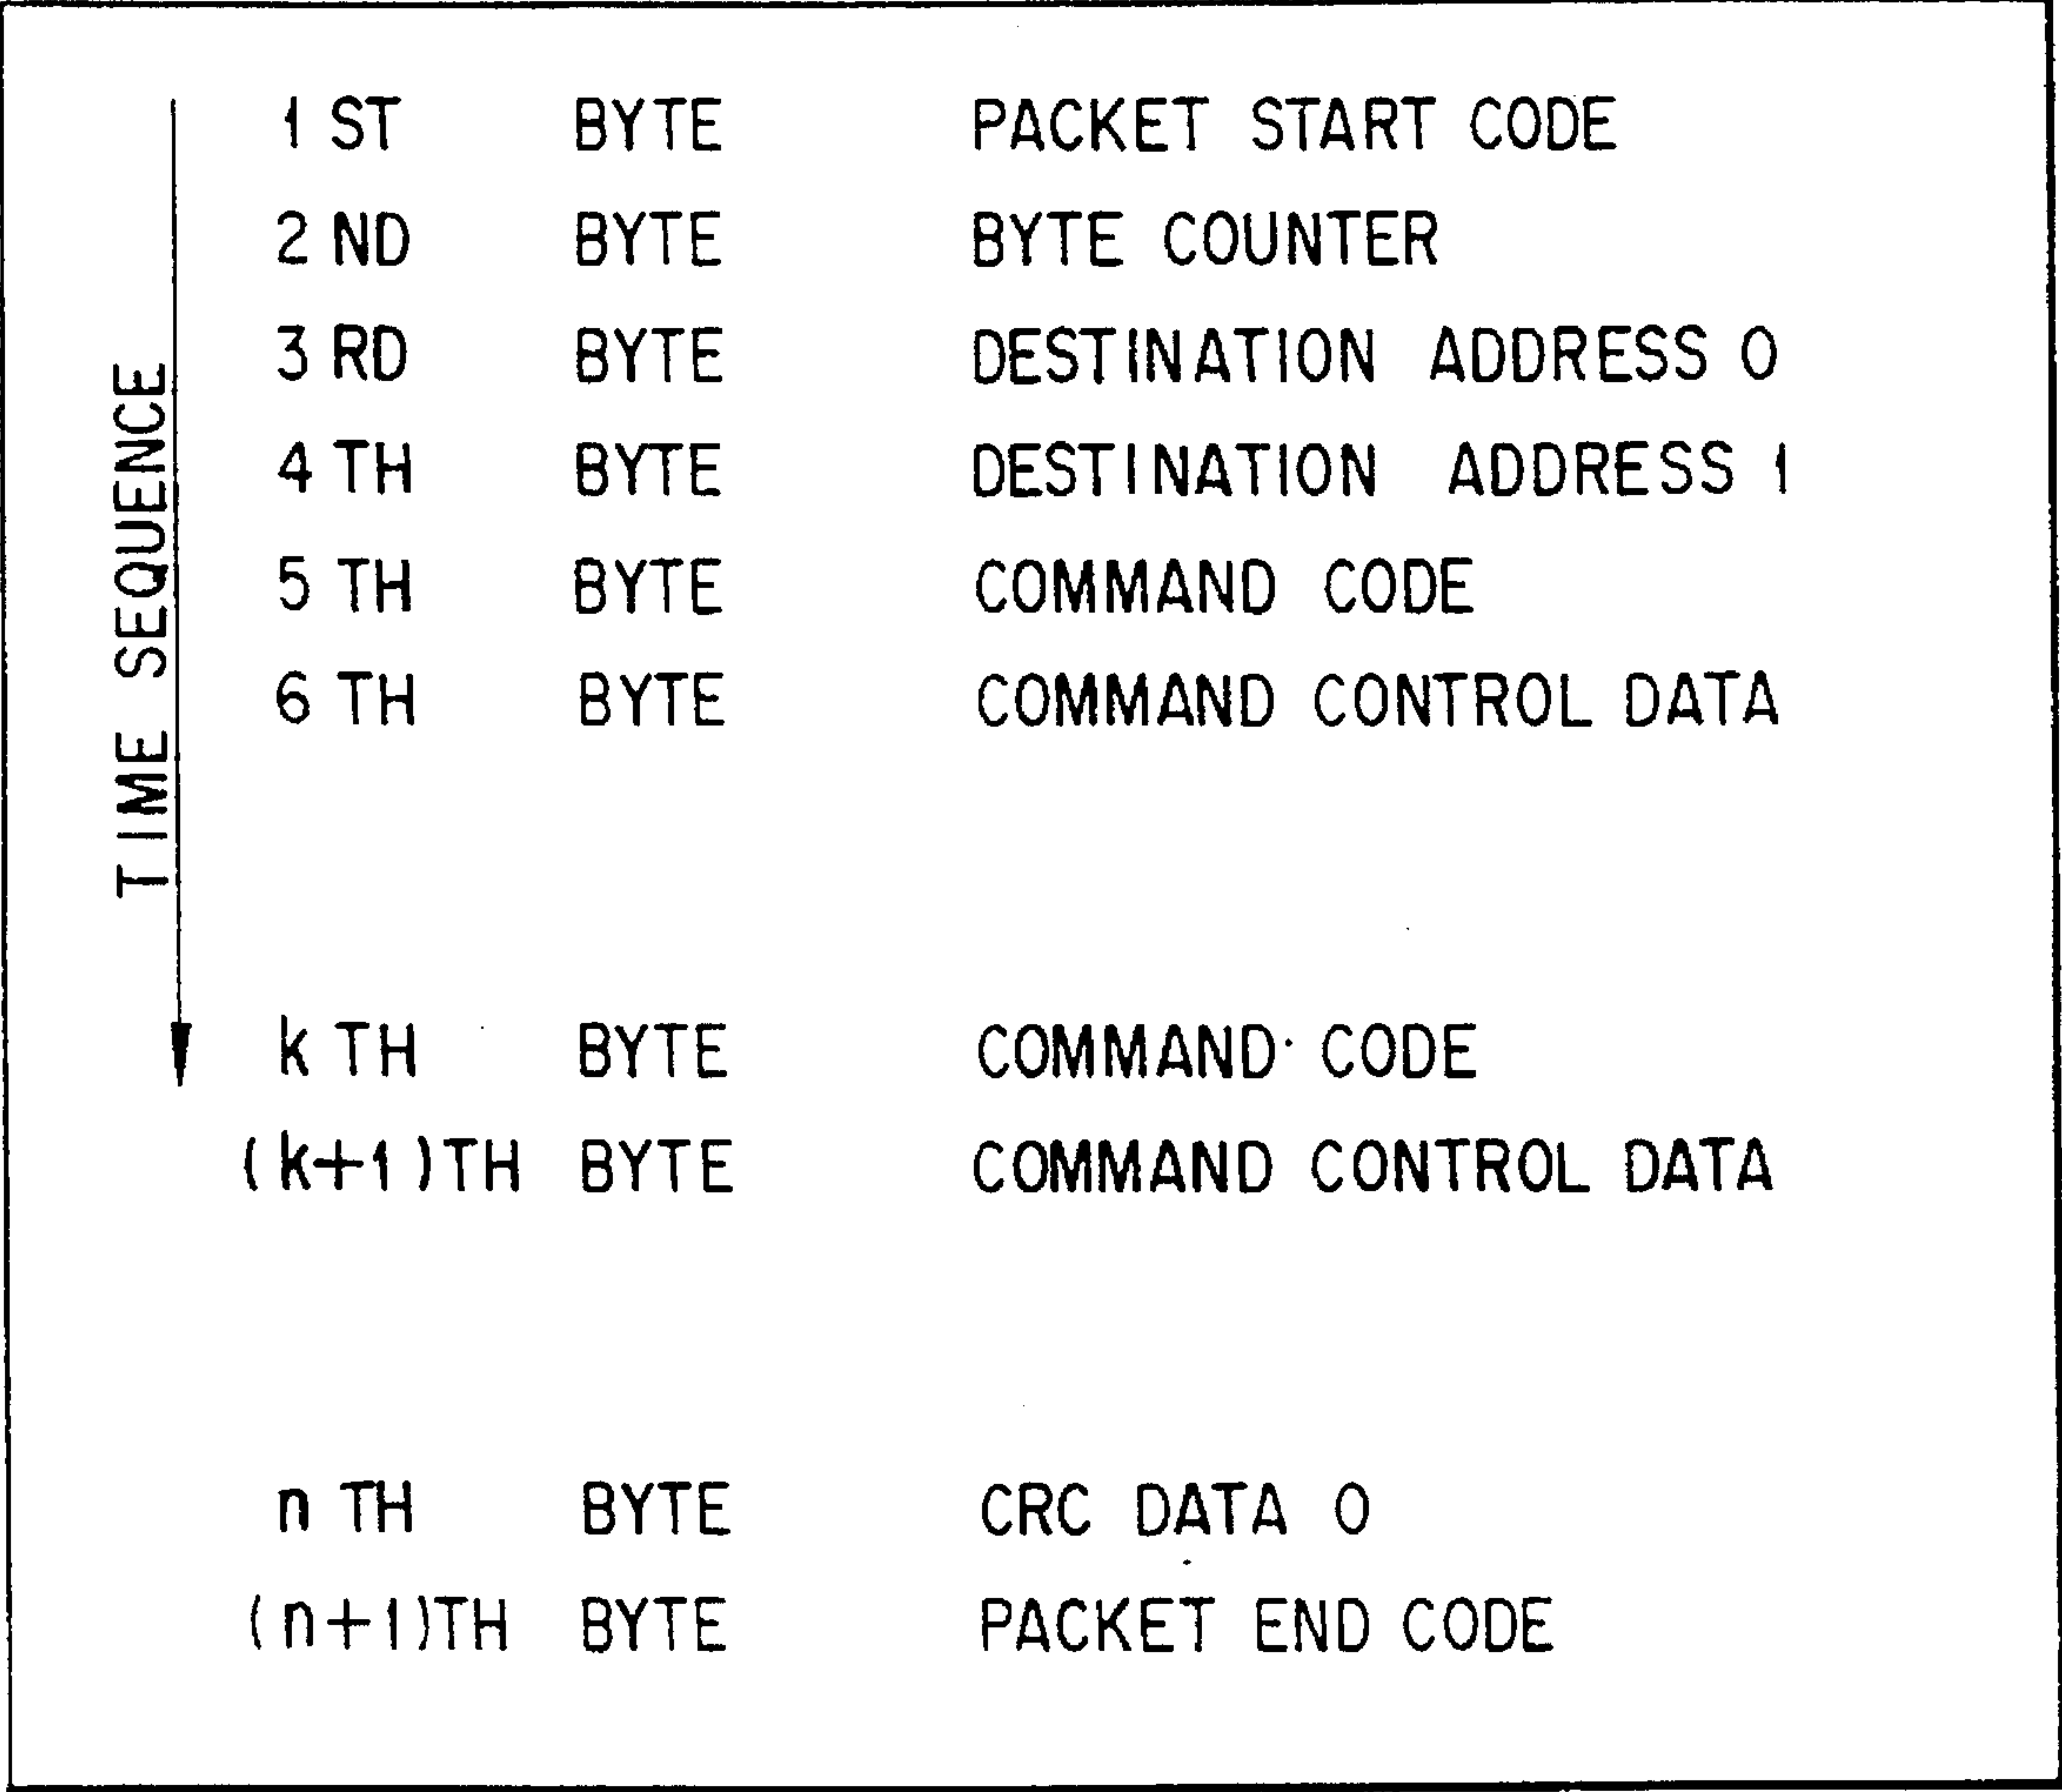 TIME SEQUENCE
1 ST BYTE PACKET START CODE
2 ND BYTE BYTE COUNTER
3 RD BYTE DESTINATION ADDRESS 0
4 TH BYTE DESTINATION ADDRESS 1
5 TH BYTE COMMAND CODE
6 TH BYTE COMMAND CONTROL DATA
k TH BYTE COMMAND CODE
(k+1)TH BYTE COMMAND CONTROL DATA
n TH BYTE CRC DATA 0
(n+1)TH BYTE PACKET END CODE